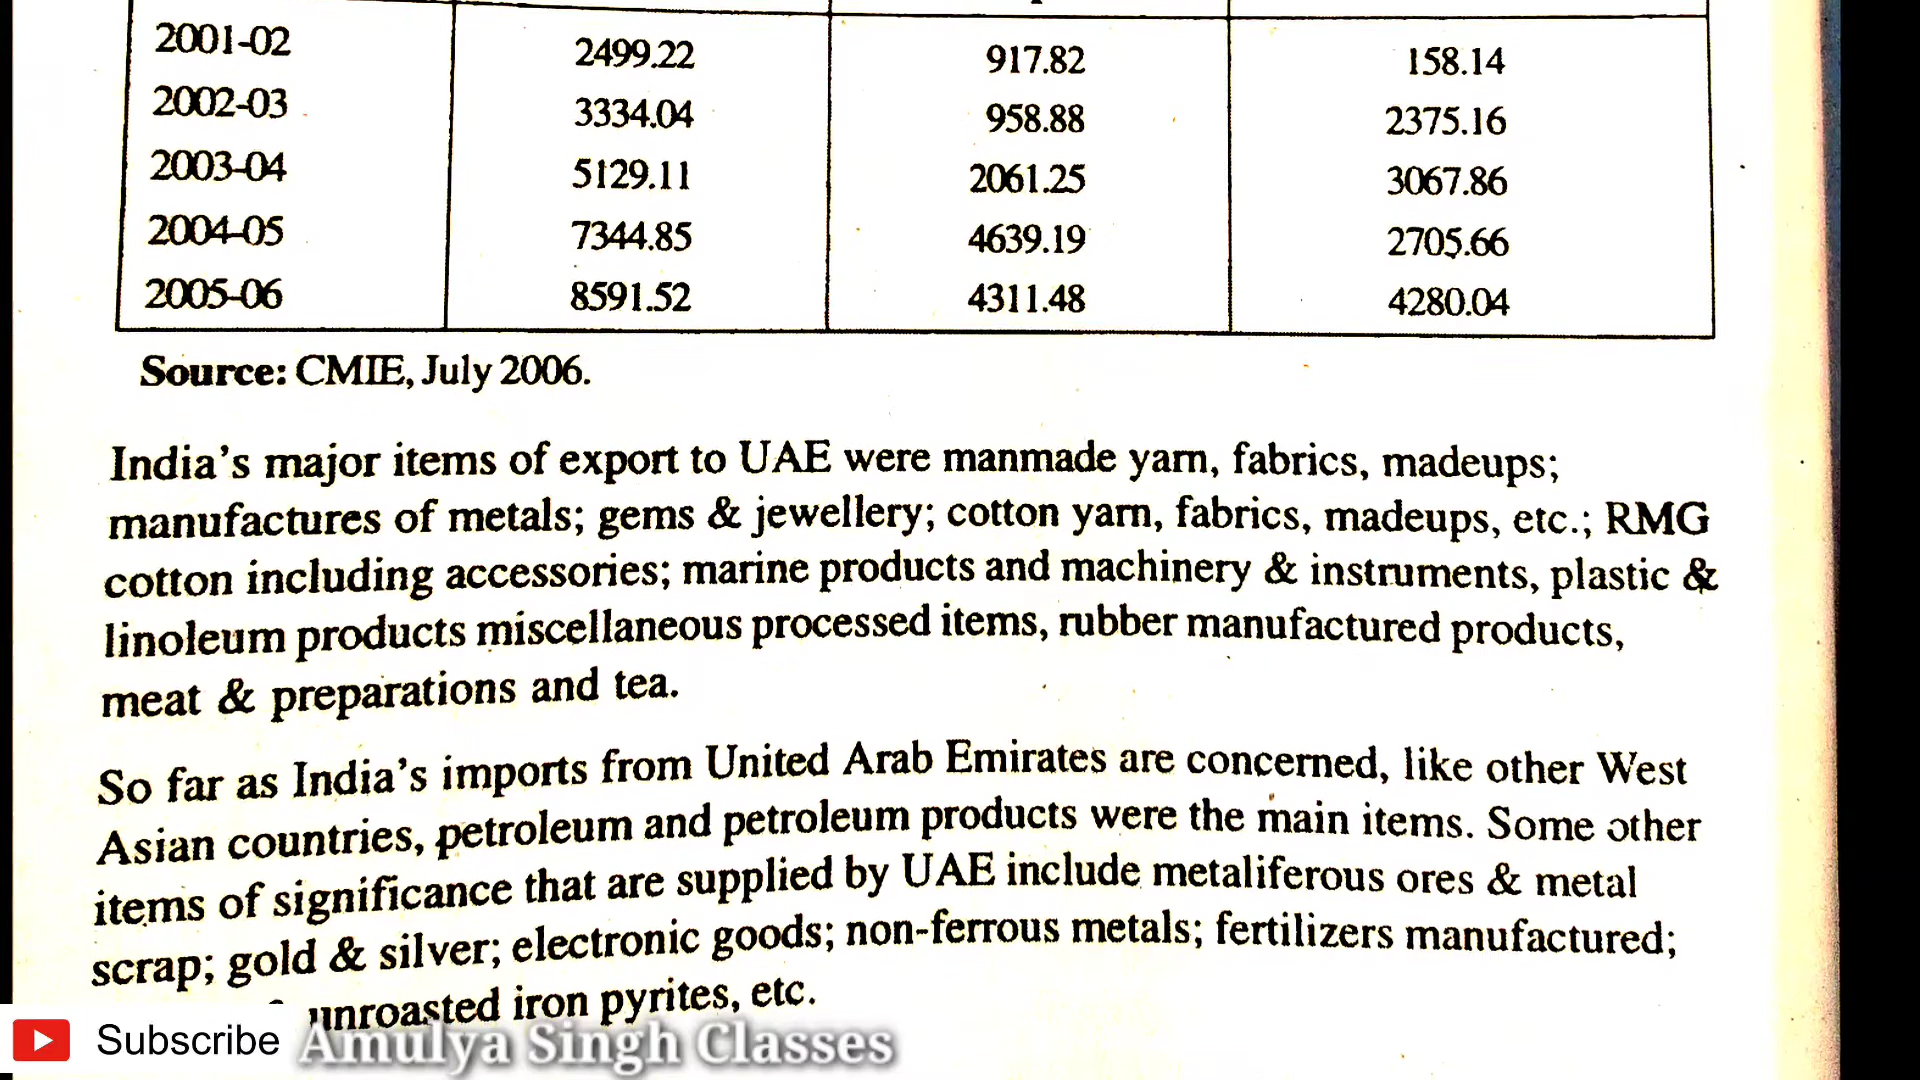 2001-02 2499.22 917.82 158.14
2002-03 3334.04 958.88 2375.16
2003-04 5129.11 2061.25 3067.86
2004-05 7344.85 4639.19 2705.66
2005-06 8591.52 4311.48 4280.04
Source: CMIE, July 2006.
India's major items of export to UAE were manmade yarn, fabrics, madeups;
manufactures of metals; gems & jewellery; cotton yarn, fabrics, madeups, etc.; RMG
cotton including accessories; marine products and machinery & instruments, plastic &
linoleum products miscellaneous processed items, rubber manufactured products,
meat & preparations and tea.
So far as India's imports from United Arab Emirates are concerned, like other West
Asian countries, petroleum and petroleum products were the main items. Some other
items of significance that are supplied by UAE include metaliferous ores & metal
scrap; gold & silver; electronic goods; non-ferrous metals; fertilizers manufactured;
unroasted iron pyrites, etc.
Subscribe Amulya Singh Classes